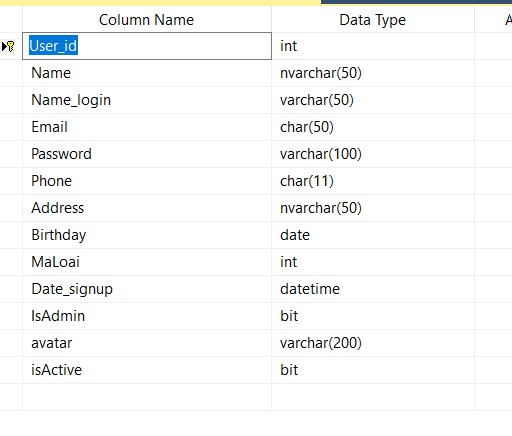 Column Name Data Type A
User_id int
Name nvarchar(50)
Name_login varchar(50)
Email char(50)
Password varchar(100)
Phone char(11)
Address nvarchar(50)
Birthday date
MaLoai int
Date_signup datetime
IsAdmin bit
avatar varchar(200)
isActive bit